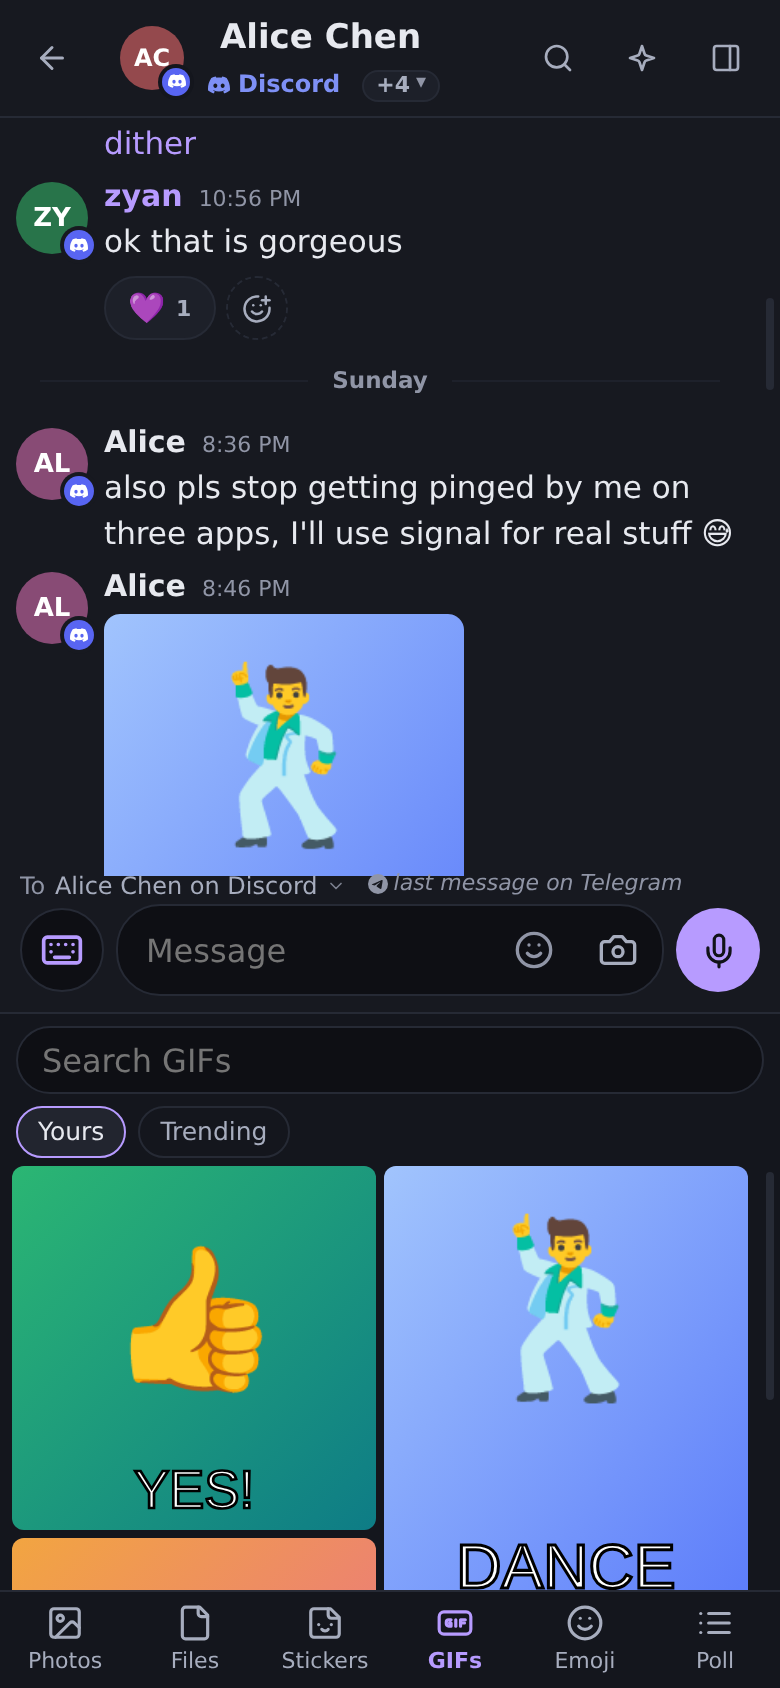 Alice Chen
AC
Discord
+4
dither
zyan 10:56 PM
ZY
ok that is gorgeous
1
Sunday
Alice 8:36 PM
AL
also pls stop getting pinged by me on
three apps, I'll use signal for real stuff 😅
Alice 8:46 PM
AL
To Alice Chen on Discord
last message on Telegram
Message
Search GIFs
Yours
Trending
YES!
DANCE
GIF
Photos
Files
Stickers
GIFs
Emoji
Poll